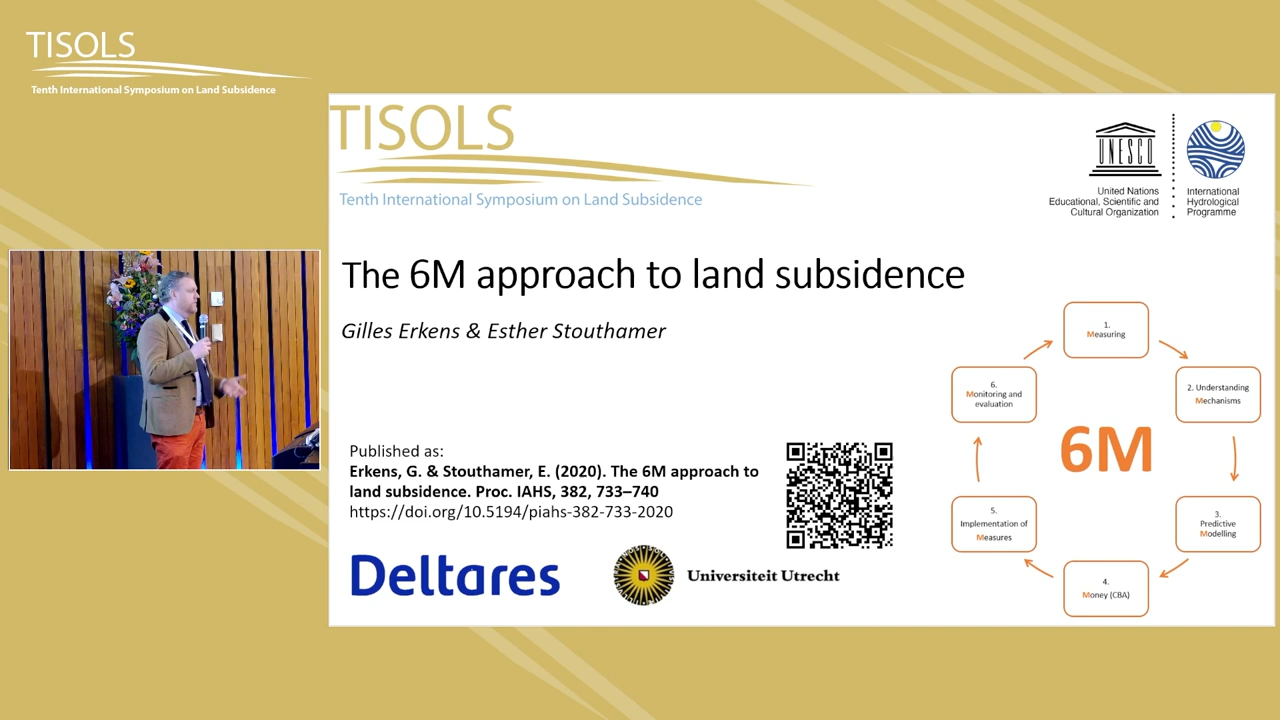 TISOLS
Tenth International Symposium on Land Subsidence
TISOLS
Tenth International Symposium on Land Subsidence
UNESCO
United Nations
Educational, Scientific and
Cultural Organization
International
Hydrological
Programme
The 6M approach to land subsidence
Gilles Erkens & Esther Stouthamer
1.
Measuring
2. Understanding
Mechanisms
3.
Predictive
Modelling
4.
Money (CBA)
5.
Implementation of
Measures
6.
Monitoring and
evaluation
6M
Published as:
Erkens, G. & Stouthamer, E. (2020). The 6M approach to
land subsidence. Proc. IAHS, 382, 733–740
https://doi.org/10.5194/piahs-382-733-2020
Deltares
Universiteit Utrecht